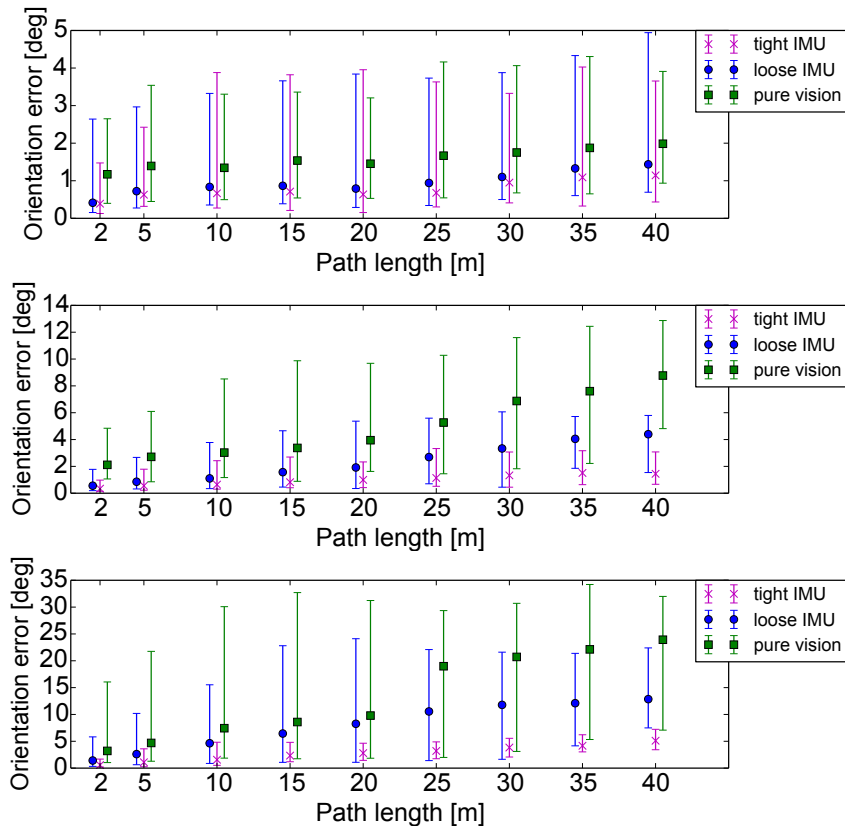 5
4
3
2
1
0
Orientation error [deg]
2 5 10 15 20 25 30 35 40
Path length [m]
tight IMU
loose IMU
pure vision
14
12
10
8
6
4
2
0
Orientation error [deg]
2 5 10 15 20 25 30 35 40
Path length [m]
tight IMU
loose IMU
pure vision
35
30
25
20
15
10
5
0
Orientation error [deg]
2 5 10 15 20 25 30 35 40
Path length [m]
tight IMU
loose IMU
pure vision